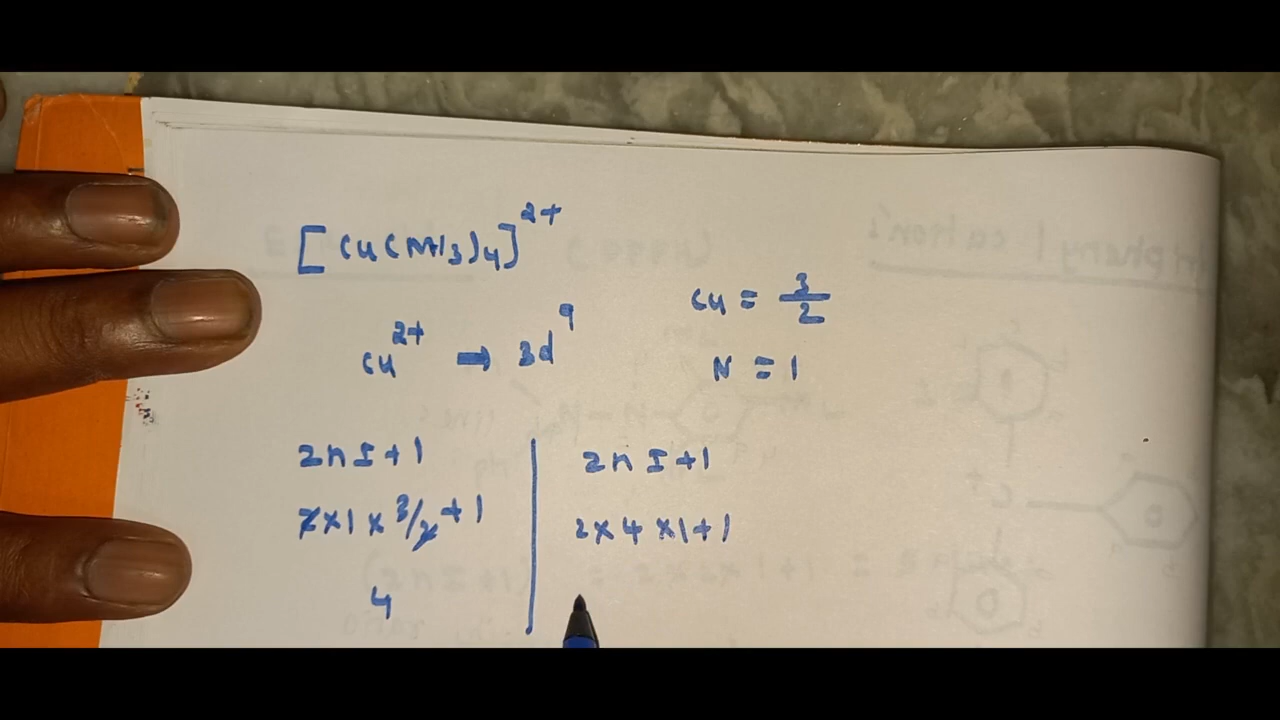 [Cu(NH3)4]2+
Cu = 3/2
Cu2+ → 3d9
N = 1
2nI+1
2×1×3/2+1
4
2nI+1
2×4×1+1